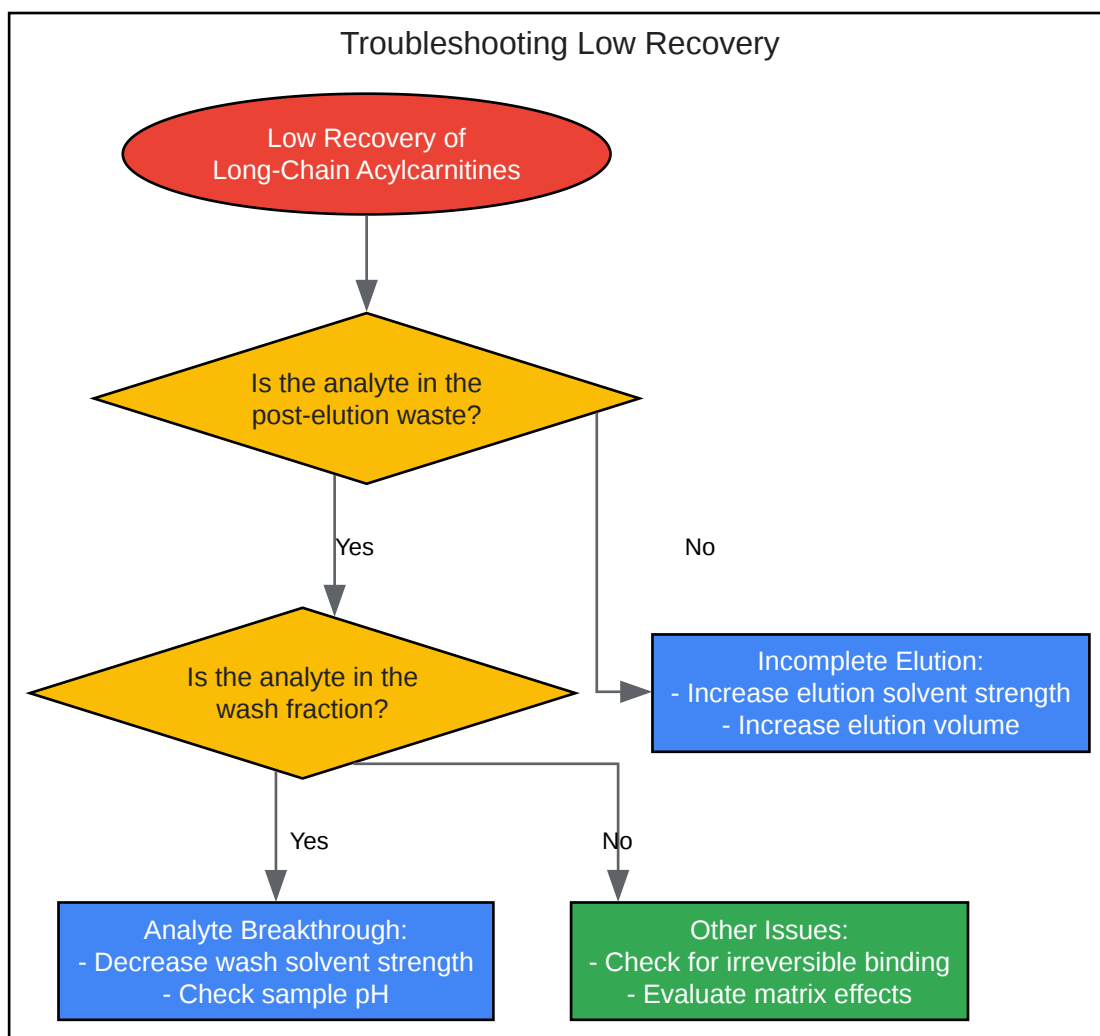 Troubleshooting Low Recovery
Low Recovery of
Long-Chain Acylcarnitines
Is the analyte in the
post-elution waste?
Yes
No
Is the analyte in the
wash fraction?
Incomplete Elution:
- Increase elution solvent strength
- Increase elution volume
Yes
No
Analyte Breakthrough:
- Decrease wash solvent strength
- Check sample pH
Other Issues:
- Check for irreversible binding
- Evaluate matrix effects